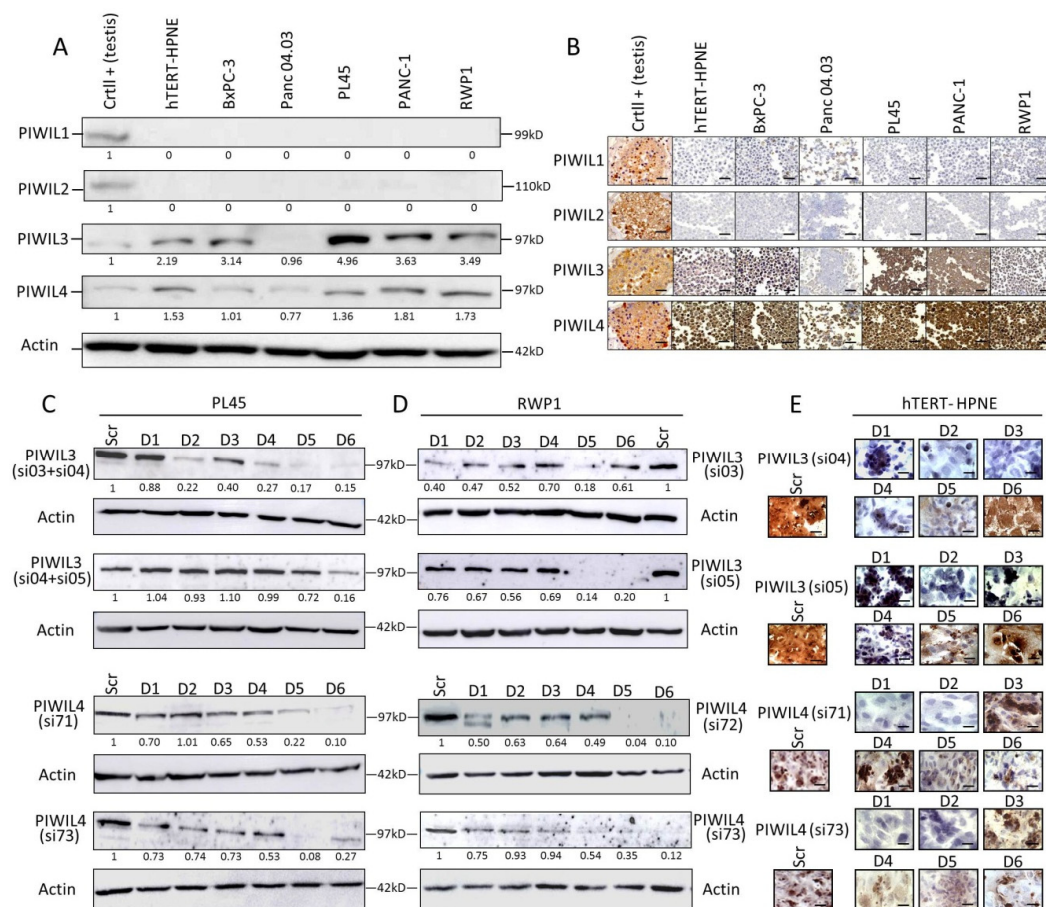 A
Crtll + (testis)
hTERT-HPNE
BxPC-3
Panc 04.03
PL45
PANC-1
RWP1
PIWIL1
99kD
1 0 0 0 0 0 0
PIWIL2
110kD
1 0 0 0 0 0 0
PIWIL3
97kD
1 2.19 3.14 0.96 4.96 3.63 3.49
PIWIL4
97kD
1 1.53 1.01 0.77 1.36 1.81 1.73
Actin
42kD
B
Crtll + (testis)
hTERT-HPNE
BxPC-3
Panc 04.03
PL45
PANC-1
RWP1
PIWIL1
PIWIL2
PIWIL3
PIWIL4
C
PL45
Scr D1 D2 D3 D4 D5 D6
PIWIL3
(si03+si04)
97kD
1 0.88 0.22 0.40 0.27 0.17 0.15
Actin
42kD
PIWIL3
(si04+si05)
97kD
1 1.04 0.93 1.10 0.99 0.72 0.16
Actin
42kD
Scr D1 D2 D3 D4 D5 D6
PIWIL4
(si71)
97kD
1 0.70 1.01 0.65 0.53 0.22 0.10
Actin
42kD
PIWIL4
(si73)
97kD
1 0.73 0.74 0.73 0.53 0.08 0.27
Actin
42kD
D
RWP1
D1 D2 D3 D4 D5 D6 Scr
PIWIL3
(si03)
0.40 0.47 0.52 0.70 0.18 0.61 1
Actin
PIWIL3
(si05)
0.76 0.67 0.56 0.69 0.14 0.20 1
Actin
Scr D1 D2 D3 D4 D5 D6
PIWIL4
(si72)
1 0.50 0.63 0.64 0.49 0.04 0.10
Actin
PIWIL4
(si73)
1 0.75 0.93 0.94 0.54 0.35 0.12
Actin
E
hTERT- HPNE
D1 D2 D3
PIWIL3 (si04)
Scr
D4 D5 D6
D1 D2 D3
PIWIL3 (si05)
Scr
D4 D5 D6
D1 D2 D3
PIWIL4 (si71)
Scr
D4 D5 D6
D1 D2 D3
PIWIL4 (si73)
Scr
D4 D5 D6